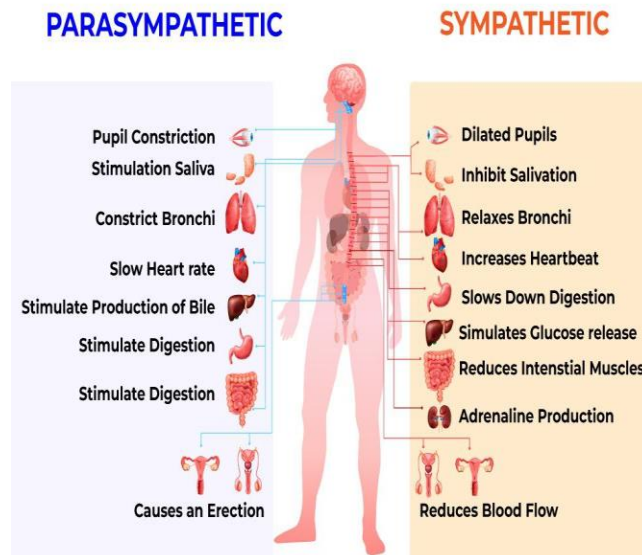 PARASYMPATHETIC
Pupil Constriction
Stimulation Saliva
Constrict Bronchi
Slow Heart rate
Stimulate Production of Bile
Stimulate Digestion
Stimulate Digestion
Causes an Erection
SYMPATHETIC
Dilated Pupils
Inhibit Salivation
Relaxes Bronchi
Increases Heartbeat
Slows Down Digestion
Simulates Glucose release
Reduces Intenstial Muscles
Adrenaline Production
Reduces Blood Flow